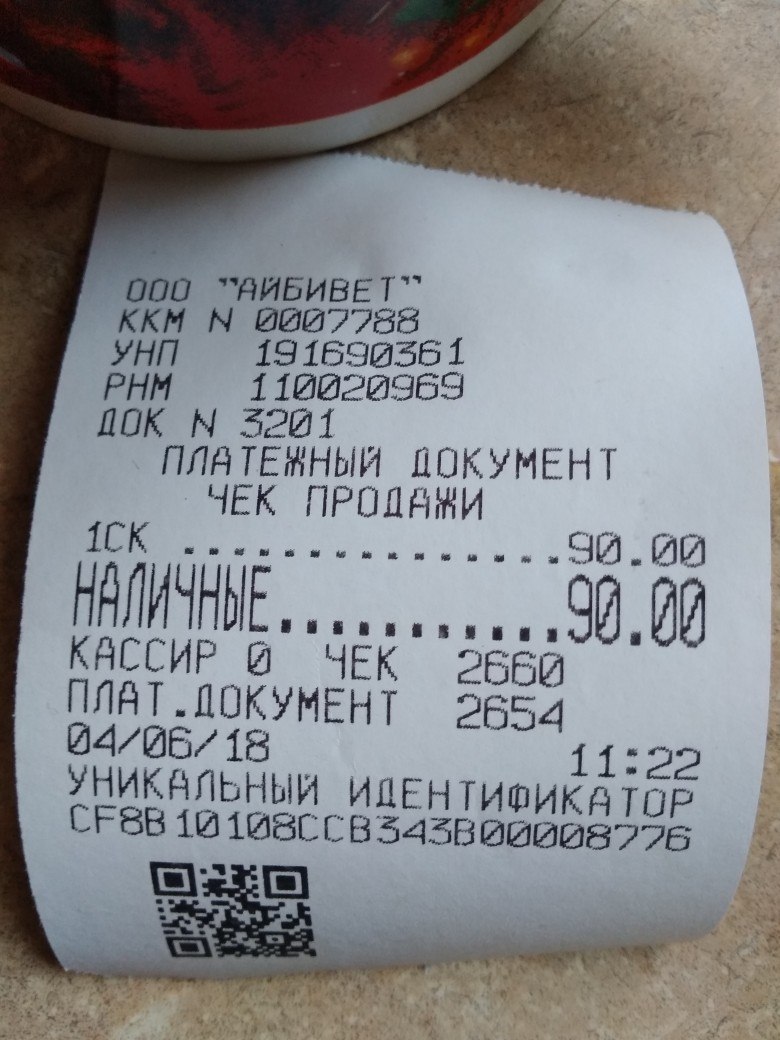 ООО "АЙБИВЕТ"
ККМ N 0007788
УНП 191690361
РНМ 110020969
ДОК N 3201
ПЛАТЕЖНЫЙ ДОКУМЕНТ
ЧЕК ПРОДАЖИ
1СК ................90.00
НАЛИЧНЫЕ...........90.00
КАССИР 0 ЧЕК 2660
ПЛАТ.ДОКУМЕНТ 2654
04/06/18 11:22
УНИКАЛЬНЫЙ ИДЕНТИФИКАТОР
CF8B10108CCB343B00008776